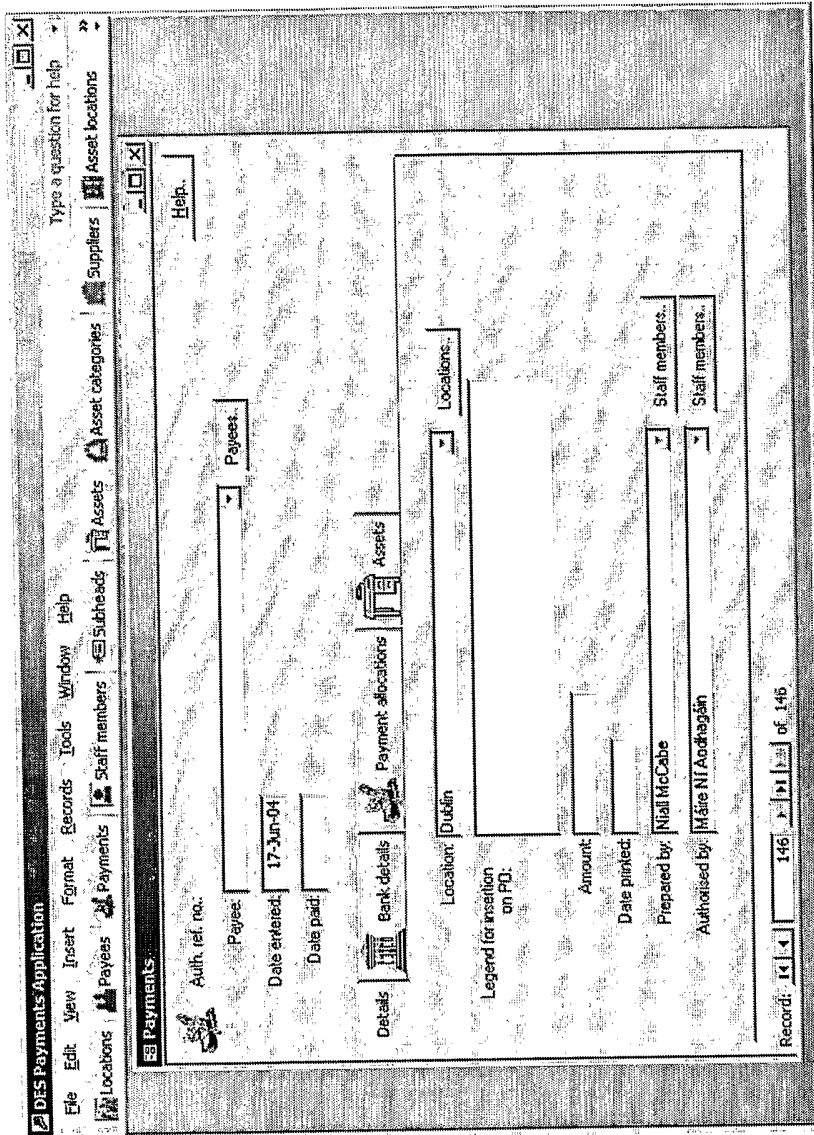 DES Payments Application
File Edit View Insert Format Records Tools Window Help Type a question for help
Locations Payees Payments Staff members Subheads Assets Asset categories Suppliers Asset locations »
Payments
Help..
Auth. ref. no.:
Payee: Payees..
Date entered: 17-Jun-04
Date paid:
Details Bank details Payment allocations Assets
Location: Dublin Locations..
Legend for insertion
on PO:
Amount:
Date printed:
Prepared by: Niall McCabe Staff members..
Authorised by: Máire Ní Aodhagáin Staff members..
Record: 146 of 146